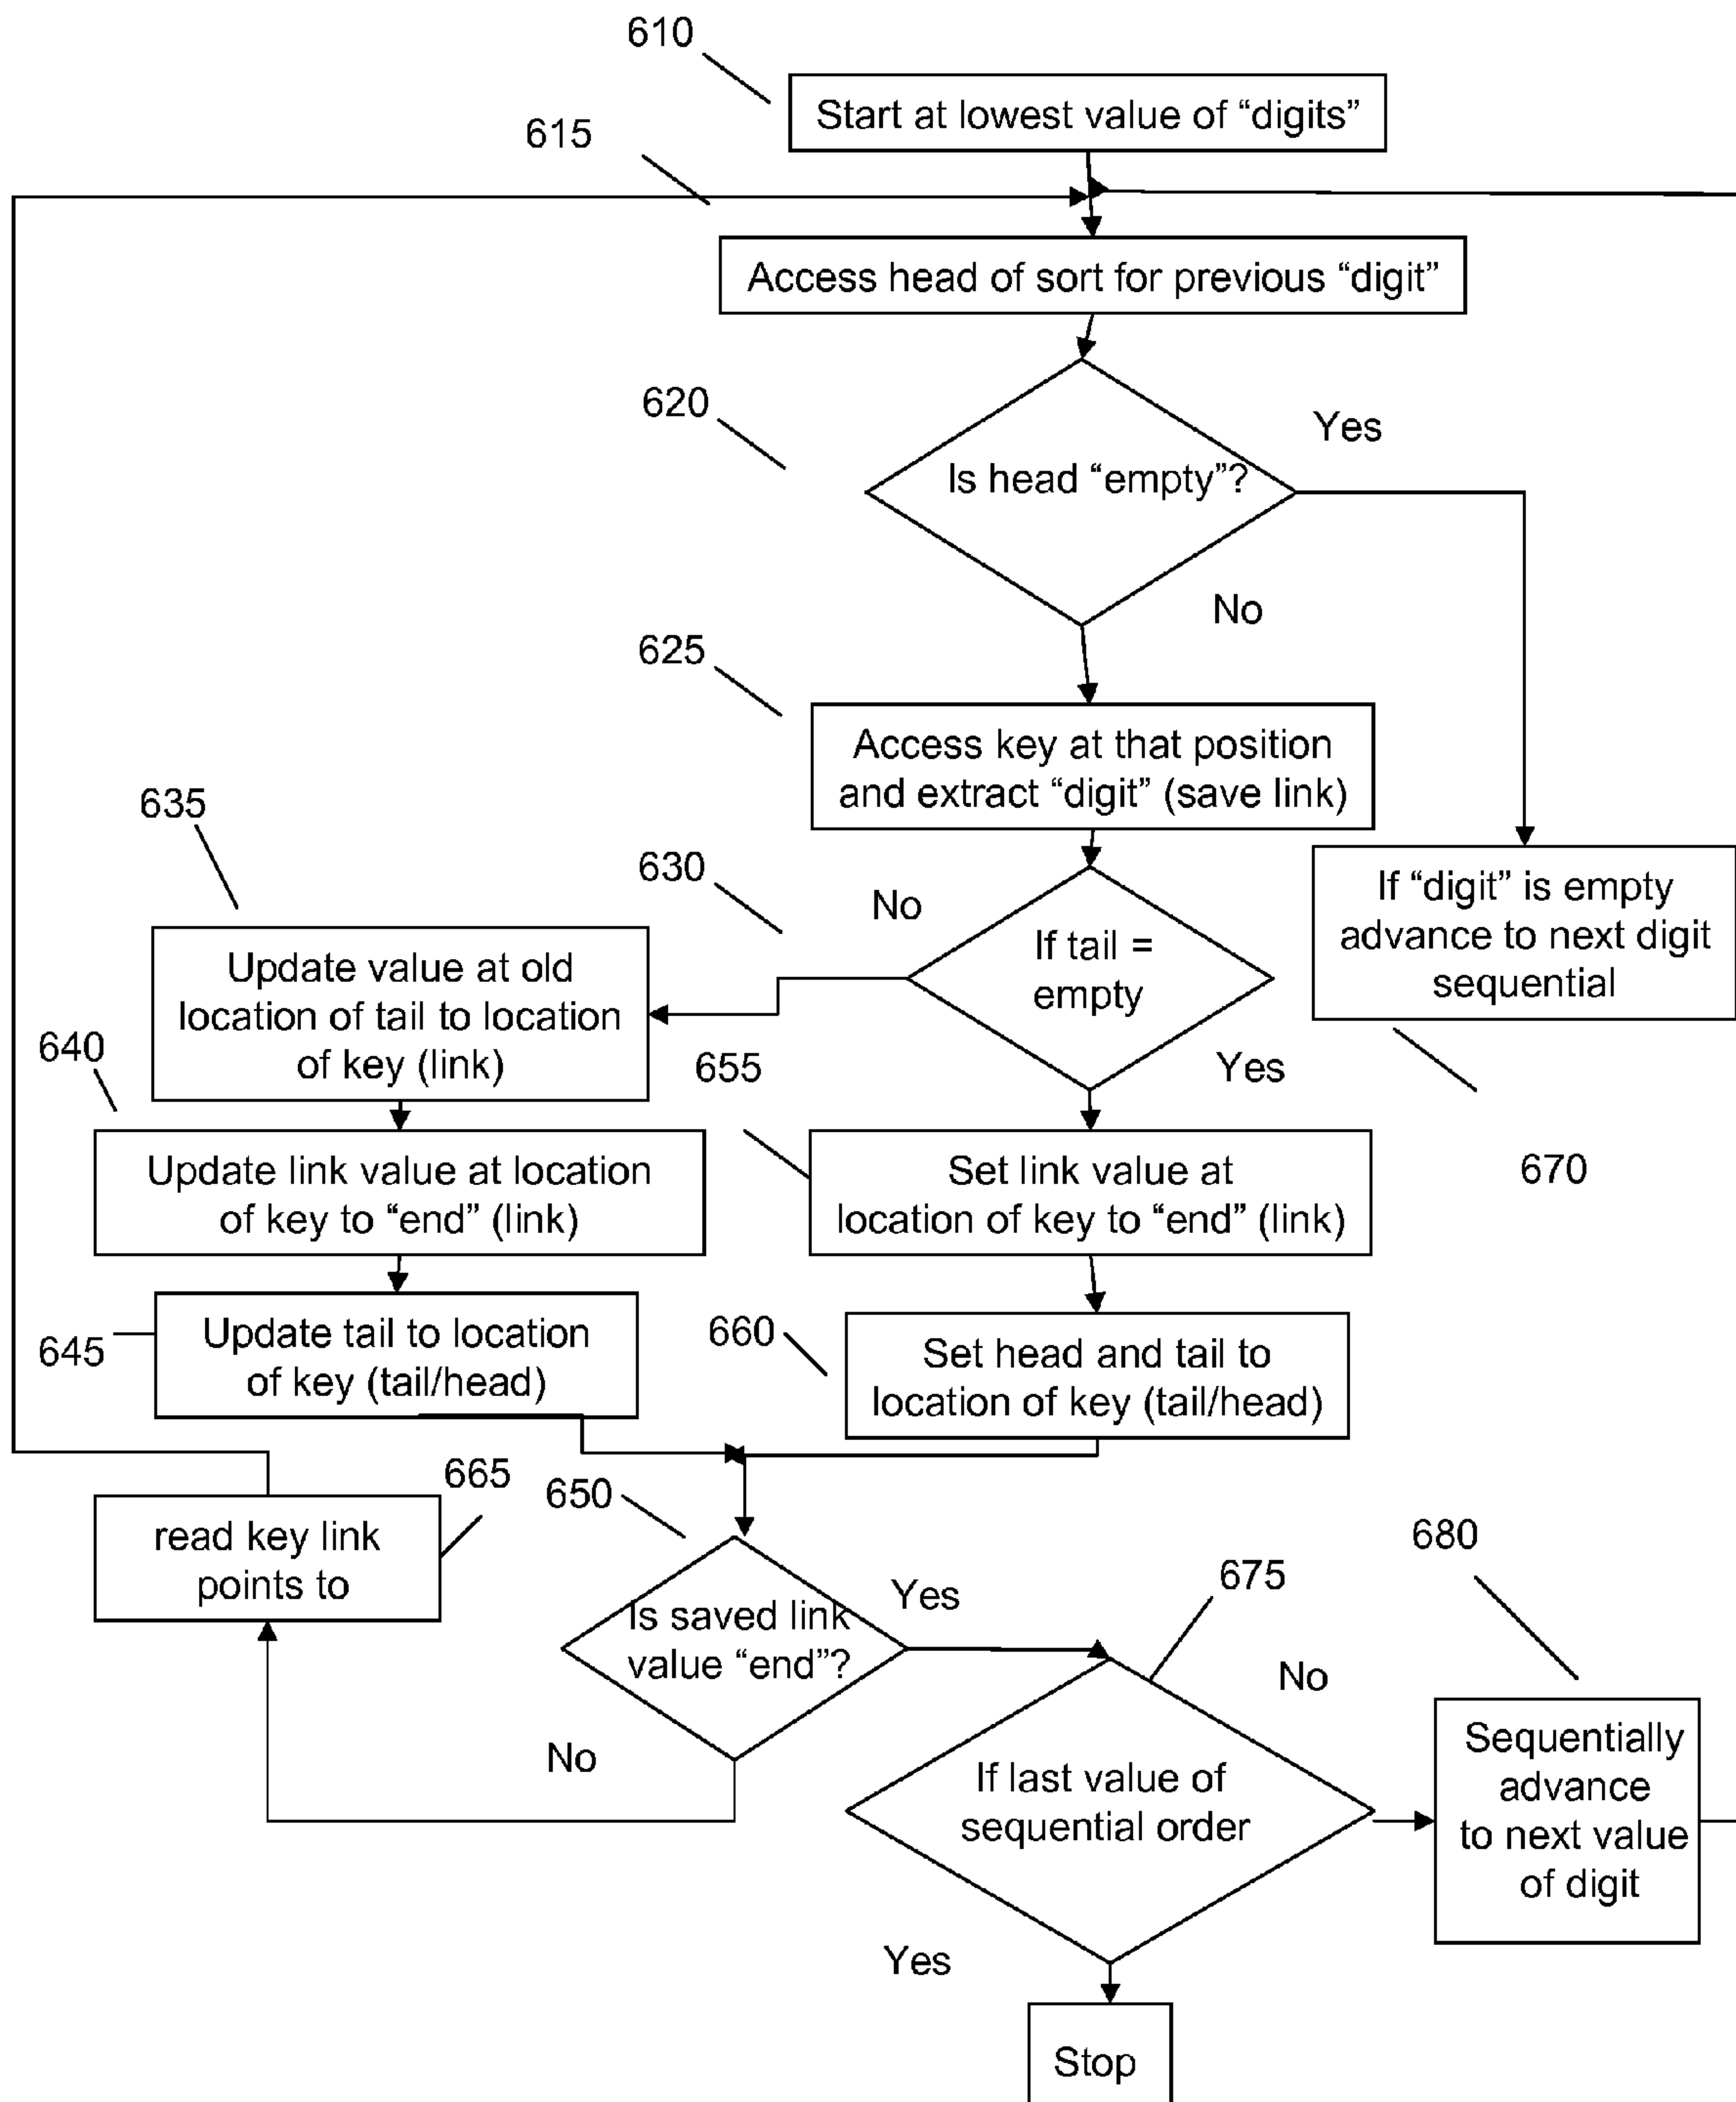 610
Start at lowest value of “digits”
615
Access head of sort for previous “digit”
620
Yes
Is head “empty”?
No
625
Access key at that position
and extract “digit” (save link)
635
630
No
If “digit” is empty
advance to next digit
sequential
If tail =
empty
Update value at old
location of tail to location
of key (link)
640
655
Yes
670
Update link value at location
of key to “end” (link)
Set link value at
location of key to “end” (link)
645
Update tail to location
of key (tail/head)
660
Set head and tail to
location of key (tail/head)
665
650
read key link
points to
680
675
Yes
Is saved link
value “end”?
No
No
Sequentially
advance
to next value
of digit
If last value of
sequential order
Yes
Stop